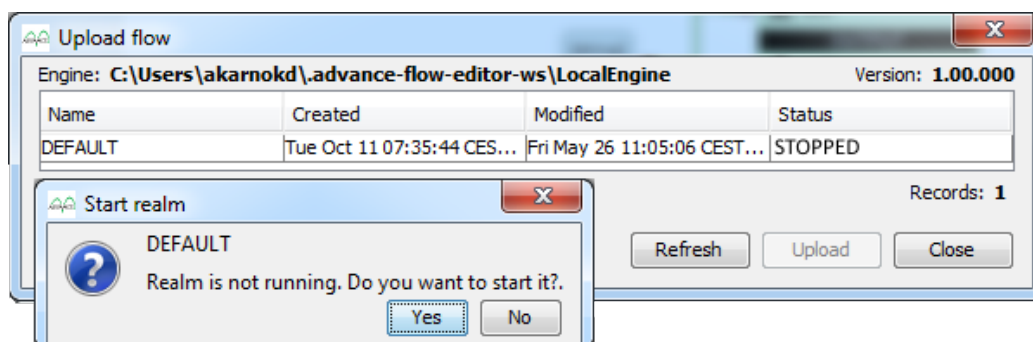 Upload flow
Engine: C:\Users\akarnokd\.advance-flow-editor-ws\LocalEngine Version: 1.00.000
Name Created Modified Status
DEFAULT Tue Oct 11 07:35:44 CES... Fri May 26 11:05:06 CEST... STOPPED
Records: 1
Refresh Upload Close
Start realm
DEFAULT
Realm is not running. Do you want to start it?.
Yes No